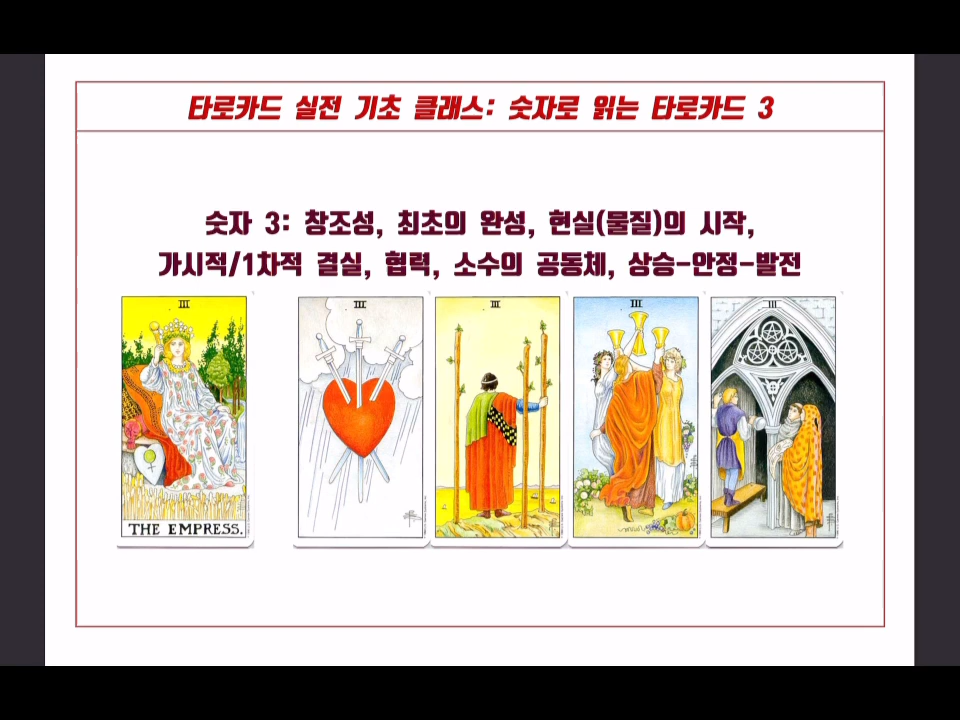 타로카드 실전 기초 클래스: 숫자로 읽는 타로카드 3
숫자 3: 창조성, 최초의 완성, 현실(물질)의 시작,
가시적/1차적 결실, 협력, 소수의 공동체, 상승-안정-발전
III III III III III
THE EMPRESS.